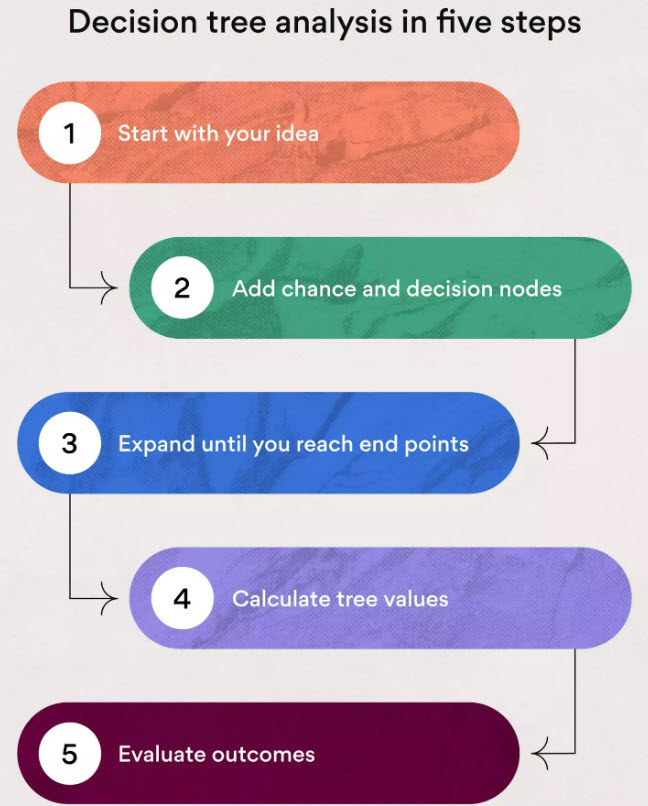 Decision tree analysis in five steps
1 Start with your idea
2 Add chance and decision nodes
3 Expand until you reach end points
4 Calculate tree values
5 Evaluate outcomes